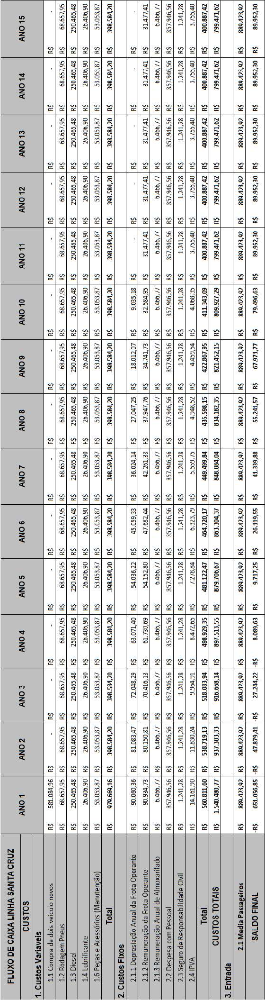 FLUXO DE CAIXA LINHA SANTA CRUZ ANO 1 ANO 2 ANO 3 ANO 4 ANO 5 ANO 6 ANO 7 ANO 8 ANO 9 ANO 10 ANO 11 ANO 12 ANO 13 ANO 14 ANO 15
CUSTOS
1. Custos Variaveis
1.1 Compra de dois veiculo novos R$ 581.084,96 R$ - R$ - R$ - R$ - R$ - R$ - R$ - R$ - R$ - R$ - R$ - R$ - R$ - R$ -
1.2 Rodagem Pneus R$ 68.657,95 R$ 68.657,95 R$ 68.657,95 R$ 68.657,95 R$ 68.657,95 R$ 68.657,95 R$ 68.657,95 R$ 68.657,95 R$ 68.657,95 R$ 68.657,95 R$ 68.657,95 R$ 68.657,95 R$ 68.657,95 R$ 68.657,95 R$ 68.657,95
1.3 Diesel R$ 250.465,48 R$ 250.465,48 R$ 250.465,48 R$ 250.465,48 R$ 250.465,48 R$ 250.465,48 R$ 250.465,48 R$ 250.465,48 R$ 250.465,48 R$ 250.465,48 R$ 250.465,48 R$ 250.465,48 R$ 250.465,48 R$ 250.465,48 R$ 250.465,48
1.4 Lubrificante R$ 26.406,90 R$ 26.406,90 R$ 26.406,90 R$ 26.406,90 R$ 26.406,90 R$ 26.406,90 R$ 26.406,90 R$ 26.406,90 R$ 26.406,90 R$ 26.406,90 R$ 26.406,90 R$ 26.406,90 R$ 26.406,90 R$ 26.406,90 R$ 26.406,90
1.6 Peças e Acessórios (Manutenção) R$ 53.053,87 R$ 53.053,87 R$ 53.053,87 R$ 53.053,87 R$ 53.053,87 R$ 53.053,87 R$ 53.053,87 R$ 53.053,87 R$ 53.053,87 R$ 53.053,87 R$ 53.053,87 R$ 53.053,87 R$ 53.053,87 R$ 53.053,87 R$ 53.053,87
Total R$ 979.669,16 R$ 398.584,20 R$ 398.584,20 R$ 398.584,20 R$ 398.584,20 R$ 398.584,20 R$ 398.584,20 R$ 398.584,20 R$ 398.584,20 R$ 398.584,20 R$ 398.584,20 R$ 398.584,20 R$ 398.584,20 R$ 398.584,20 R$ 398.584,20
2. Custos Fixos
2.1.1 Depresiação Anual da Frota Operante R$ 90.060,36 R$ 81.083,47 R$ 72.048,29 R$ 63.071,40 R$ 54.036,22 R$ 45.059,33 R$ 36.024,14 R$ 27.047,25 R$ 18.012,07 R$ 9.035,18 R$ - R$ - R$ - R$ - R$ -
2.1.2 Remuneração da Frota Operante R$ 90.934,73 R$ 80.150,81 R$ 70.416,13 R$ 61.730,69 R$ 54.152,80 R$ 47.682,44 R$ 42.261,33 R$ 37.947,76 R$ 34.741,73 R$ 32.584,95 R$ 31.477,41 R$ 31.477,41 R$ 31.477,41 R$ 31.477,41 R$ 31.477,41
2.1.3 Remuneração Anual de Almoxarifado R$ 6.466,77 R$ 6.466,77 R$ 6.466,77 R$ 6.466,77 R$ 6.466,77 R$ 6.466,77 R$ 6.466,77 R$ 6.466,77 R$ 6.466,77 R$ 6.466,77 R$ 6.466,77 R$ 6.466,77 R$ 6.466,77 R$ 6.466,77 R$ 6.466,77
2.2 Despesa com Pessoal R$ 357.946,56 R$ 357.946,56 R$ 357.946,56 R$ 357.946,56 R$ 357.946,56 R$ 357.946,56 R$ 357.946,56 R$ 357.946,56 R$ 357.946,56 R$ 357.946,56 R$ 357.946,56 R$ 357.946,56 R$ 357.946,56 R$ 357.946,56 R$ 357.946,56
2.3 Seguro de Responsabilidade Civil R$ 1.241,28 R$ 1.241,28 R$ 1.241,28 R$ 1.241,28 R$ 1.241,28 R$ 1.241,28 R$ 1.241,28 R$ 1.241,28 R$ 1.241,28 R$ 1.241,28 R$ 1.241,28 R$ 1.241,28 R$ 1.241,28 R$ 1.241,28 R$ 1.241,28
2.4 IPVA R$ 14.161,90 R$ 11.830,24 R$ 9.964,91 R$ 8.472,65 R$ 7.278,84 R$ 6.323,79 R$ 5.559,75 R$ 4.948,52 R$ 4.459,54 R$ 4.068,35 R$ 3.755,40 R$ 3.755,40 R$ 3.755,40 R$ 3.755,40 R$ 3.755,40
Total R$ 560.811,60 R$ 538.719,13 R$ 518.083,94 R$ 498.929,35 R$ 481.122,47 R$ 464.720,17 R$ 449.499,84 R$ 435.598,15 R$ 422.867,95 R$ 411.343,09 R$ 400.887,42 R$ 400.887,42 R$ 400.887,42 R$ 400.887,42 R$ 400.887,42
CUSTOS TOTAIS R$ 1.540.480,77 R$ 937.303,33 R$ 916.668,14 R$ 897.513,55 R$ 879.706,67 R$ 863.304,37 R$ 848.084,04 R$ 834.182,35 R$ 821.452,15 R$ 809.927,29 R$ 799.471,62 R$ 799.471,62 R$ 799.471,62 R$ 799.471,62 R$ 799.471,62
3. Entrada
2.1 Media Passageiros R$ 889.423,92 R$ 889.423,92 R$ 889.423,92 R$ 889.423,92 R$ 889.423,92 R$ 889.423,92 R$ 889.423,92 R$ 889.423,92 R$ 889.423,92 R$ 889.423,92 R$ 889.423,92 R$ 889.423,92 R$ 889.423,92 R$ 889.423,92 R$ 889.423,92
SALDO FINAL -R$ 651.056,85 -R$ 47.879,41 -R$ 27.244,22 -R$ 8.089,63 R$ 9.717,25 R$ 26.119,55 R$ 41.339,88 R$ 55.241,57 R$ 67.971,77 R$ 79.496,63 R$ 89.952,30 R$ 89.952,30 R$ 89.952,30 R$ 89.952,30 R$ 89.952,30